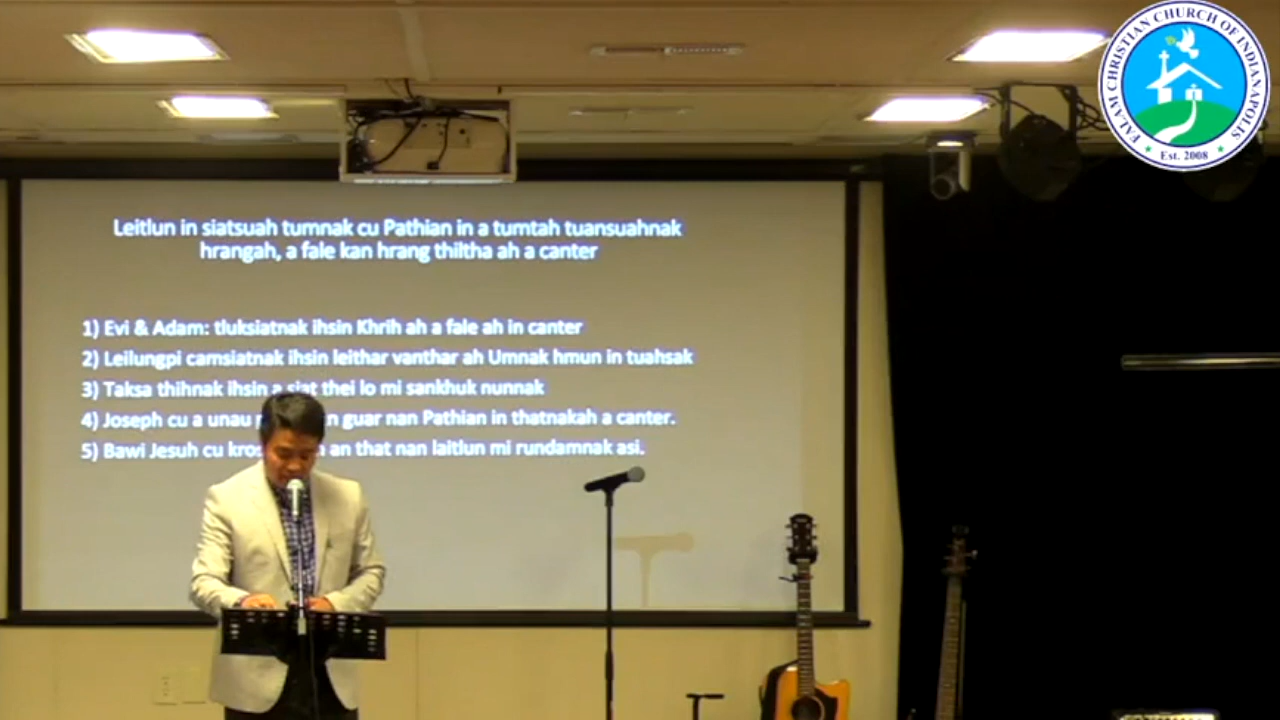 Leitlun in siatsuah tumnak cu Pathian in a tumtah tuansuahnak
hrangah, a fale kan hrang thiltha ah a canter
1) Evi & Adam: tluksiatnak ihsin Khrih ah a fale ah in canter
2) Leilungpi camsiatnak ihsin leithar vanthar ah Umnak hmun in tuahsak
3) Taksa thihnak ihsin a siat thei lo mi sankhuk nunnak
4) Joseph cu a unau guar nan Pathian in thatnakah a canter.
5) Bawi Jesuh cu an that nan laitlun mi rundamnak asi.
FALAM CHRISTIAN CHURCH OF INDIANAPOLIS
Est. 2008